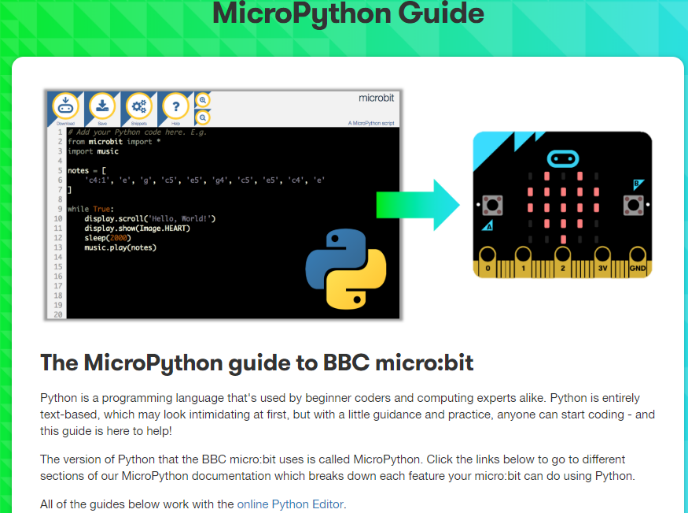 MicroPython Guide
microbit
Download Save Snippets Help
A MicroPython script
1 # Add your Python code here. E.g.
2 from microbit import *
3 import music
4
5 notes = [
6 'c4:1', 'e', 'g', 'c5', 'e5', 'g4', 'c5', 'e5', 'c4', 'e'
7 ]
8
9 while True:
10 display.scroll('Hello, World!')
11 display.show(Image.HEART)
12 sleep(2000)
13 music.play(notes)
14
15
16
17
18
19
20
B
A
0 1 2 3V GND
The MicroPython guide to BBC micro:bit
Python is a programming language that's used by beginner coders and computing experts alike. Python is entirely
text-based, which may look intimidating at first, but with a little guidance and practice, anyone can start coding - and
this guide is here to help!
The version of Python that the BBC micro:bit uses is called MicroPython. Click the links below to go to different
sections of our MicroPython documentation which breaks down each feature your micro:bit can do using Python.
All of the guides below work with the online Python Editor.